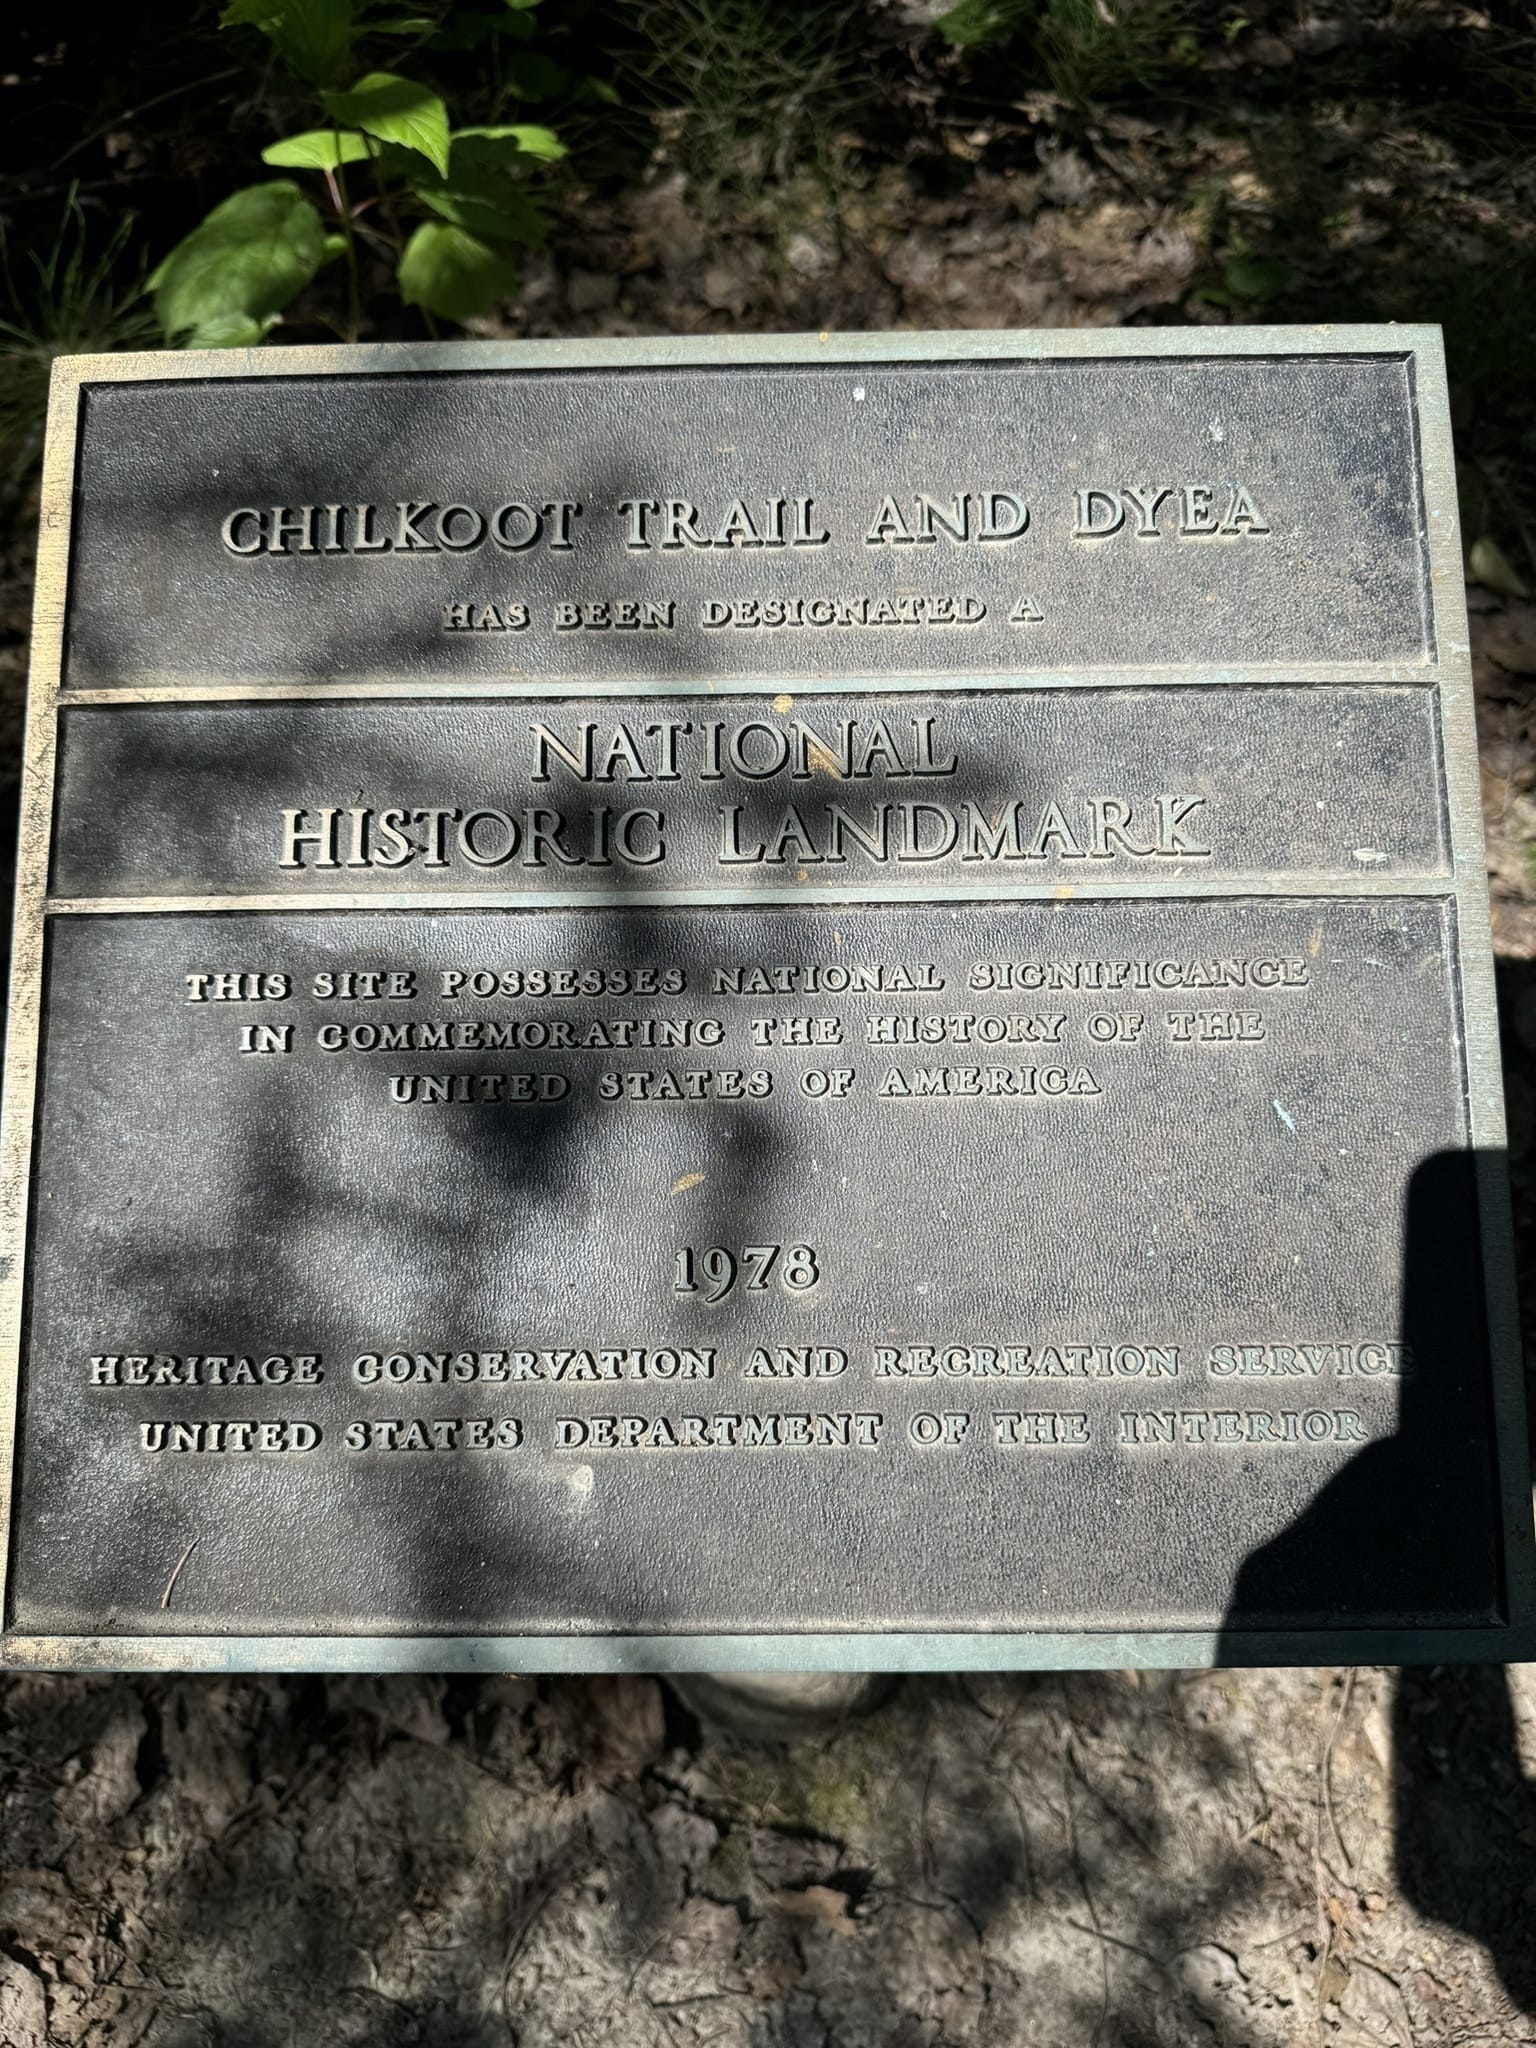 CHILKOOT TRAIL AND DYEA
HAS BEEN DESIGNATED A
NATIONAL
HISTORIC LANDMARK
THIS SITE POSSESSES NATIONAL SIGNIFICANCE
IN COMMEMORATING THE HISTORY OF THE
UNITED STATES OF AMERICA
1978
HERITAGE CONSERVATION AND RECREATION SERVICE
UNITED STATES DEPARTMENT OF THE INTERIOR